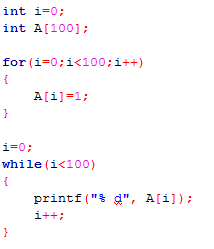 int i=0;
int A[100];
for(i=0;i<100;i++)
{
A[i]=1;
}
i=0;
while(i<100)
{
printf("% d", A[i]);
i++;
}